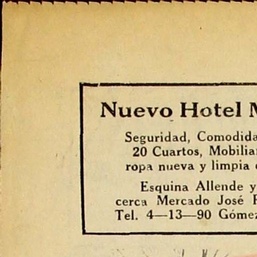 Nuevo Hotel M
Seguridad, Comodida
20 Cuartos, Mobilia
ropa nueva y limpia
Esquina Allende y
cerca Mercado José
Tel. 4—13—90 Gómez